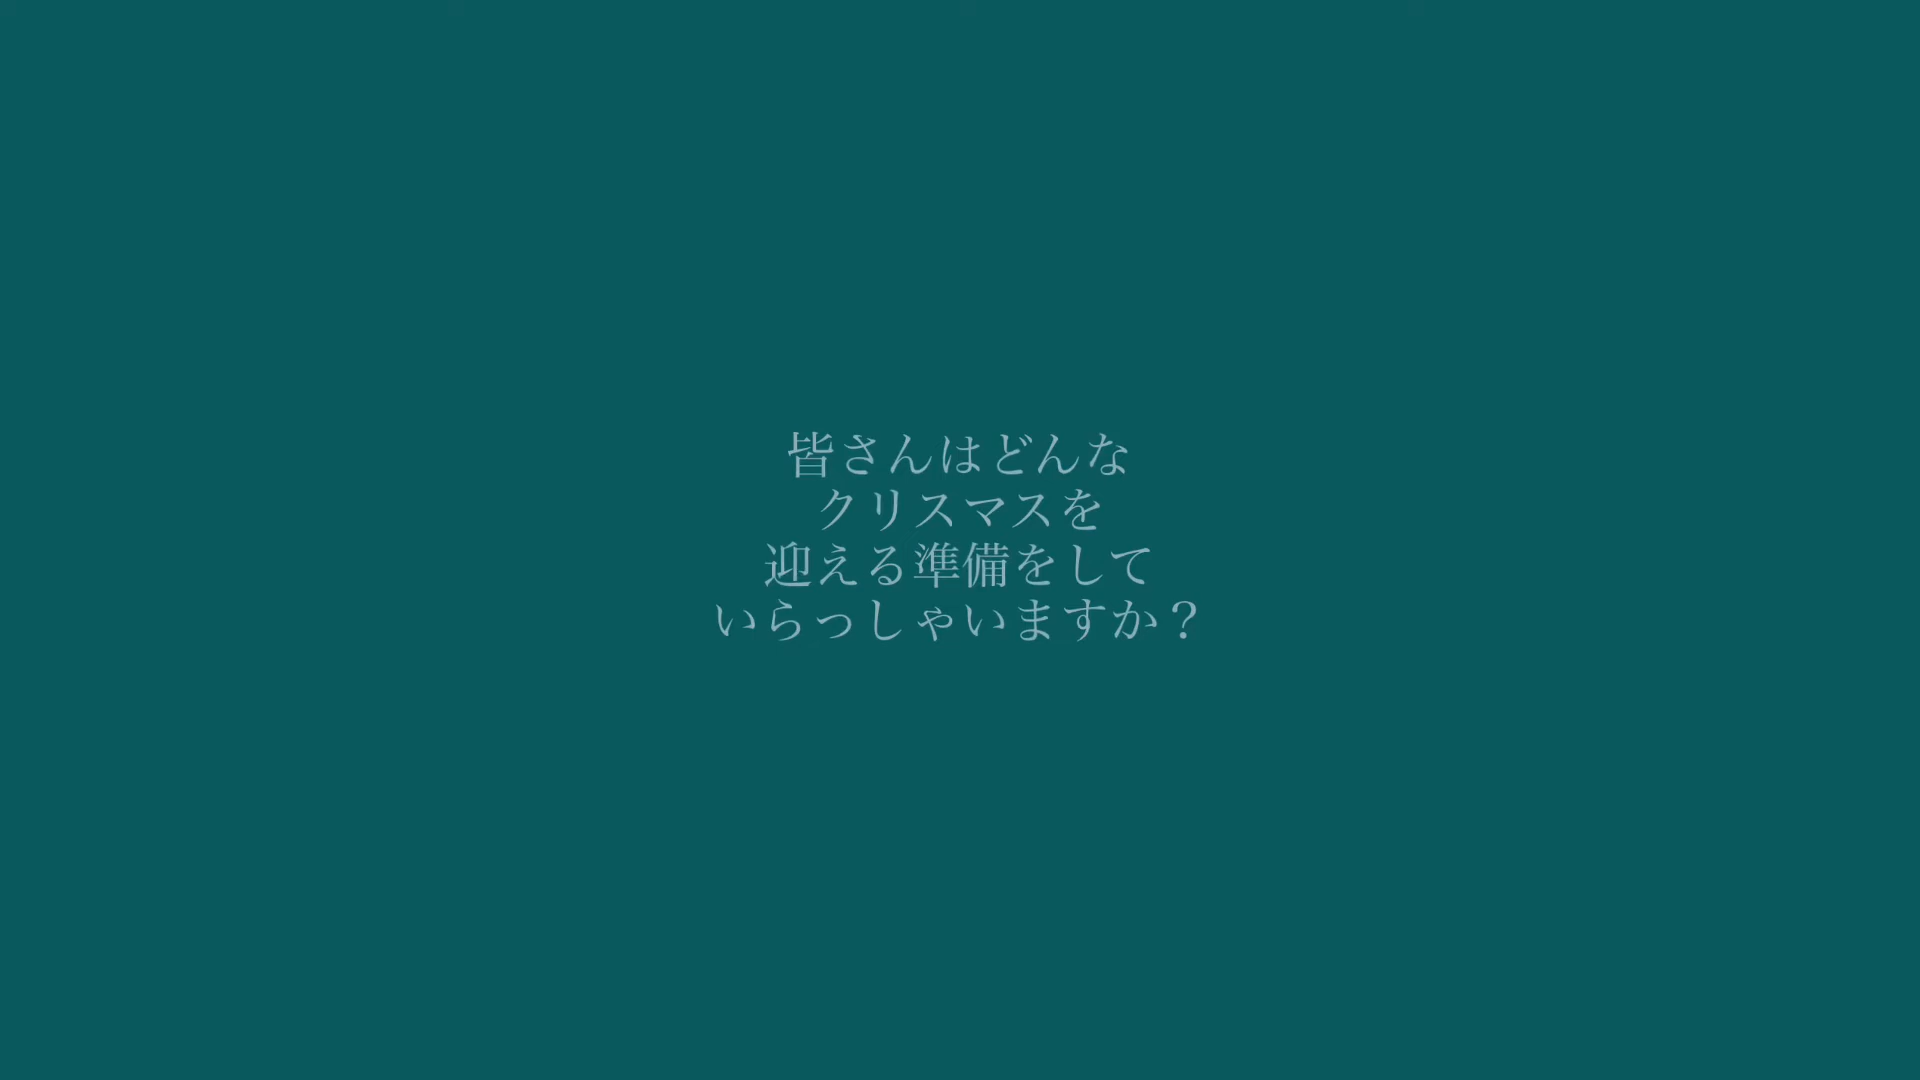 皆さんはどんな
クリスマスを
迎える準備をして
いらっしゃいますか？